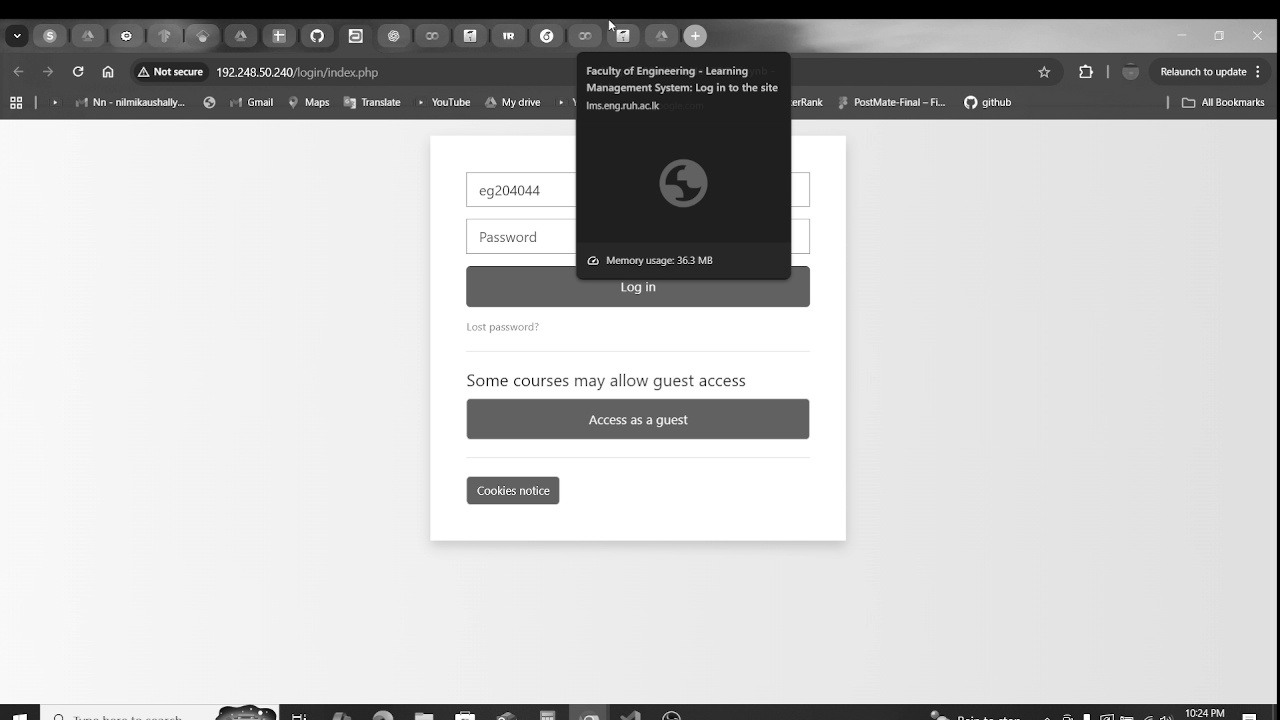 Not secure
192.248.50.240/login/index.php
Relaunch to update
Nn - nilmikaushally...
Gmail
Maps
Translate
YouTube
My drive
PostMate-Final – Fi...
github
All Bookmarks
Faculty of Engineering - Learning
Management System: Log in to the site
lms.eng.ruh.ac.lk
Memory usage: 36.3 MB
eg204044
Password
Log in
Lost password?
Some courses may allow guest access
Access as a guest
Cookies notice
Type here to search
10:24 PM